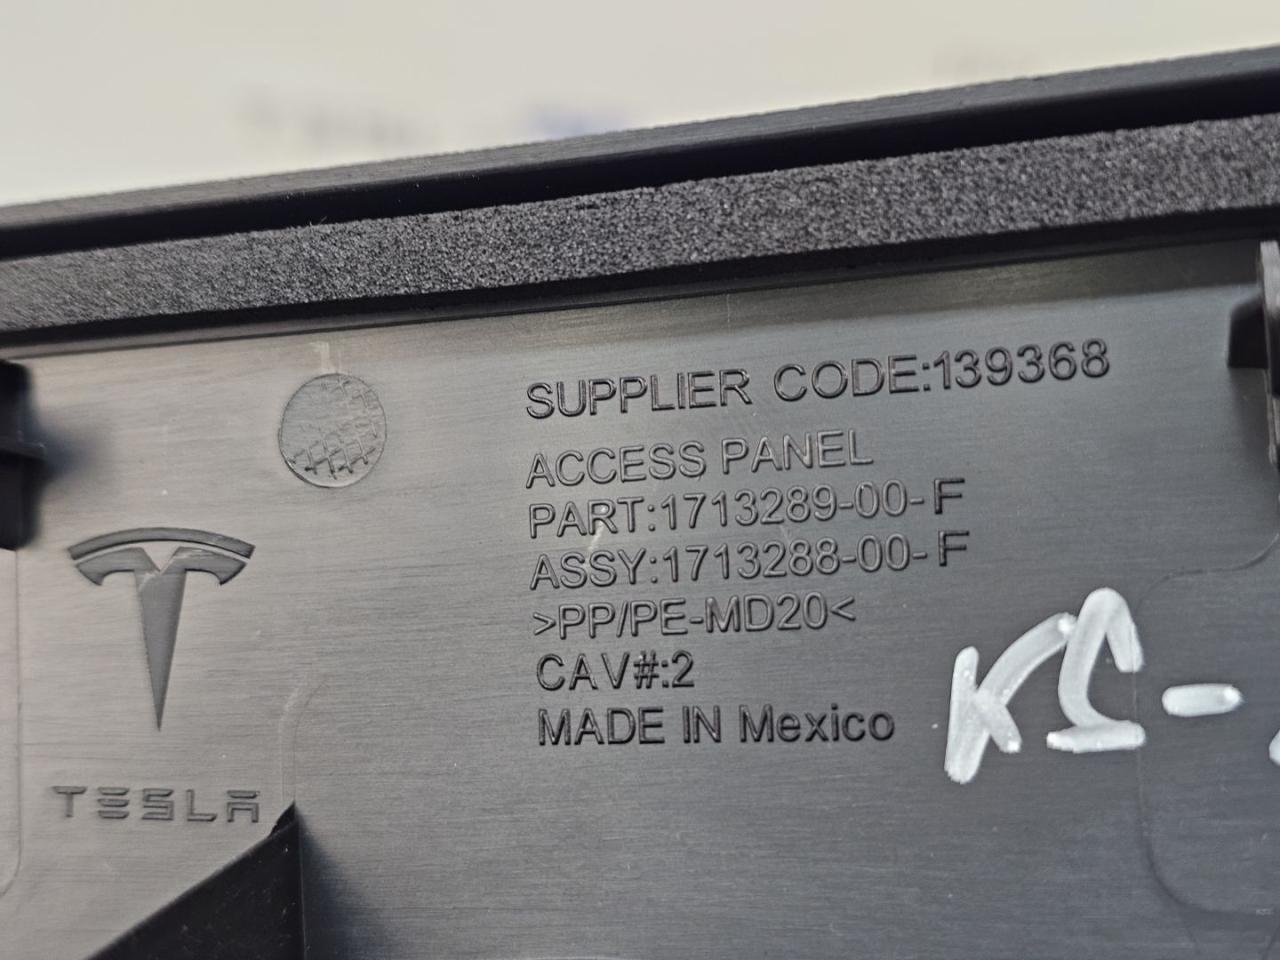 SUPPLIER CODE:139368
ACCESS PANEL
PART:1713289-00-F
ASSY:1713288-00-F
>PP/PE-MD20<
CAV#:2
MADE IN Mexico
TESLA